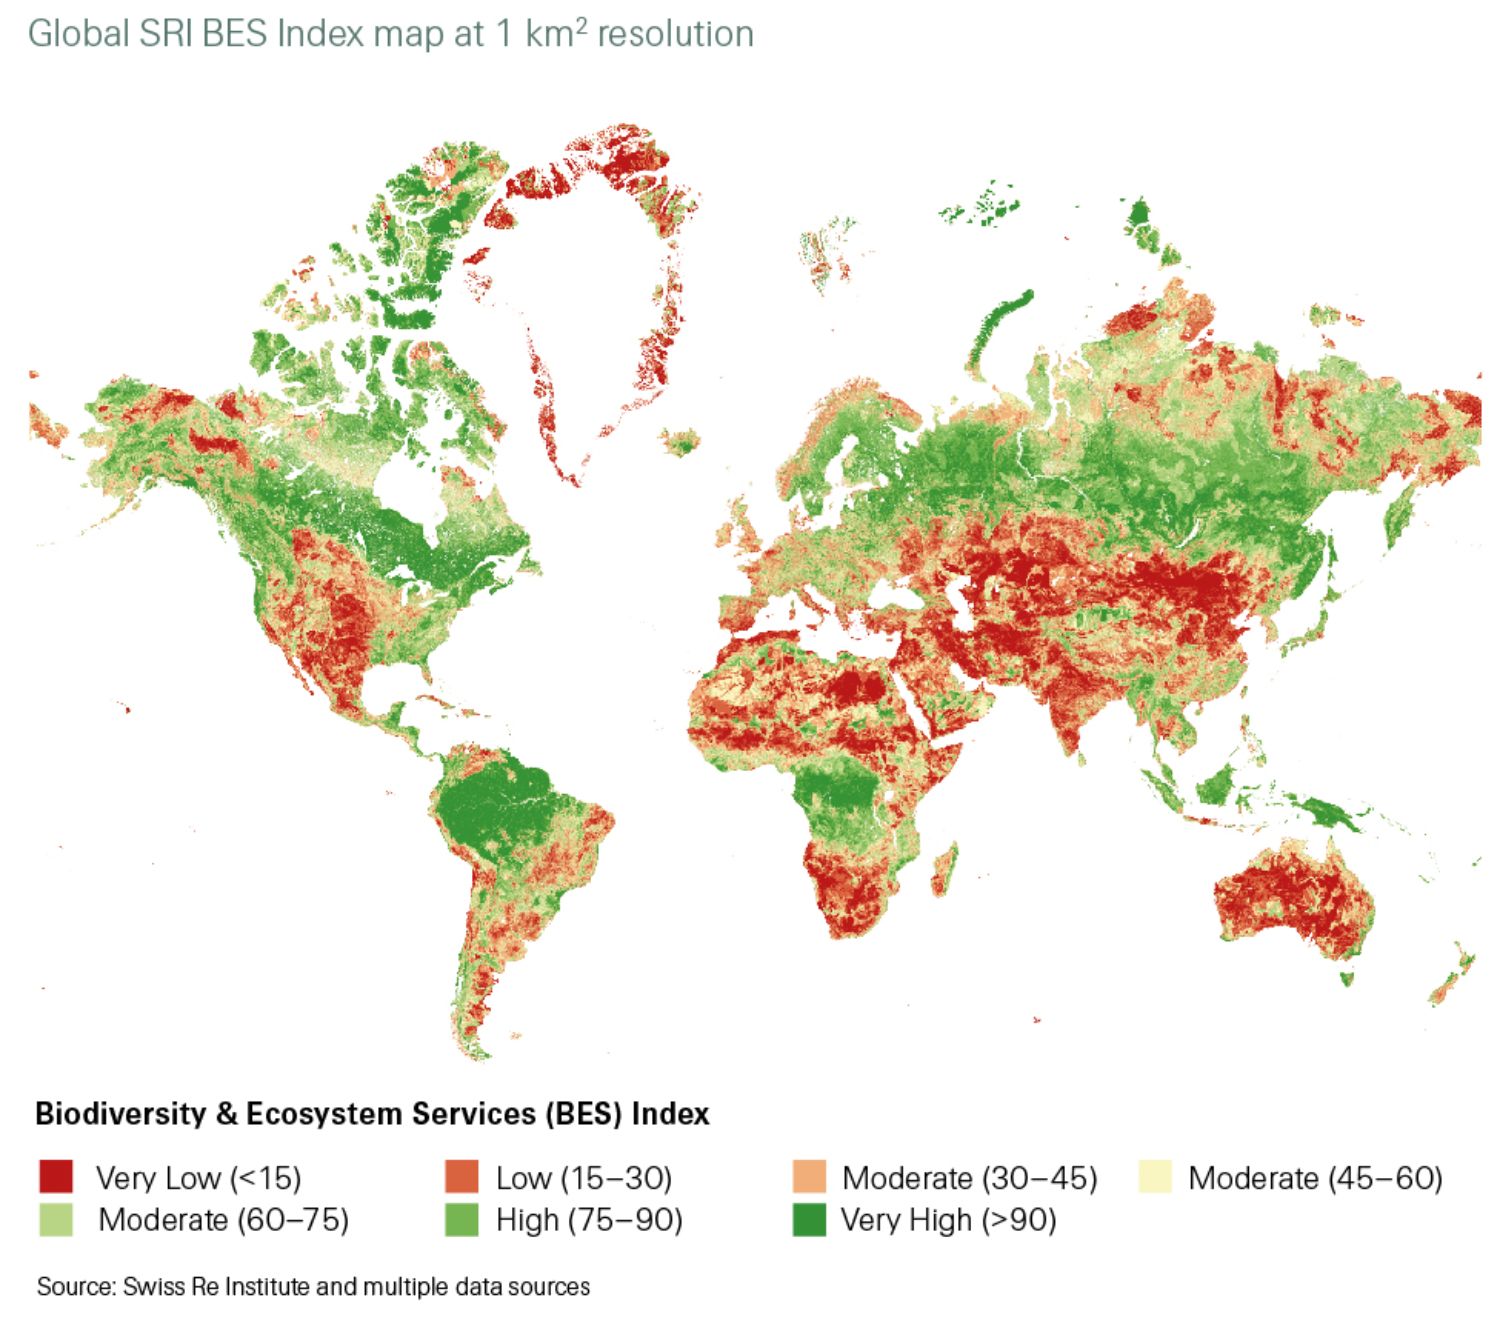 Global SRI BES Index map at 1 km² resolution
Biodiversity & Ecosystem Services (BES) Index
Very Low (<15) Low (15–30) Moderate (30–45) Moderate (45–60)
Moderate (60–75) High (75–90) Very High (>90)
Source: Swiss Re Institute and multiple data sources